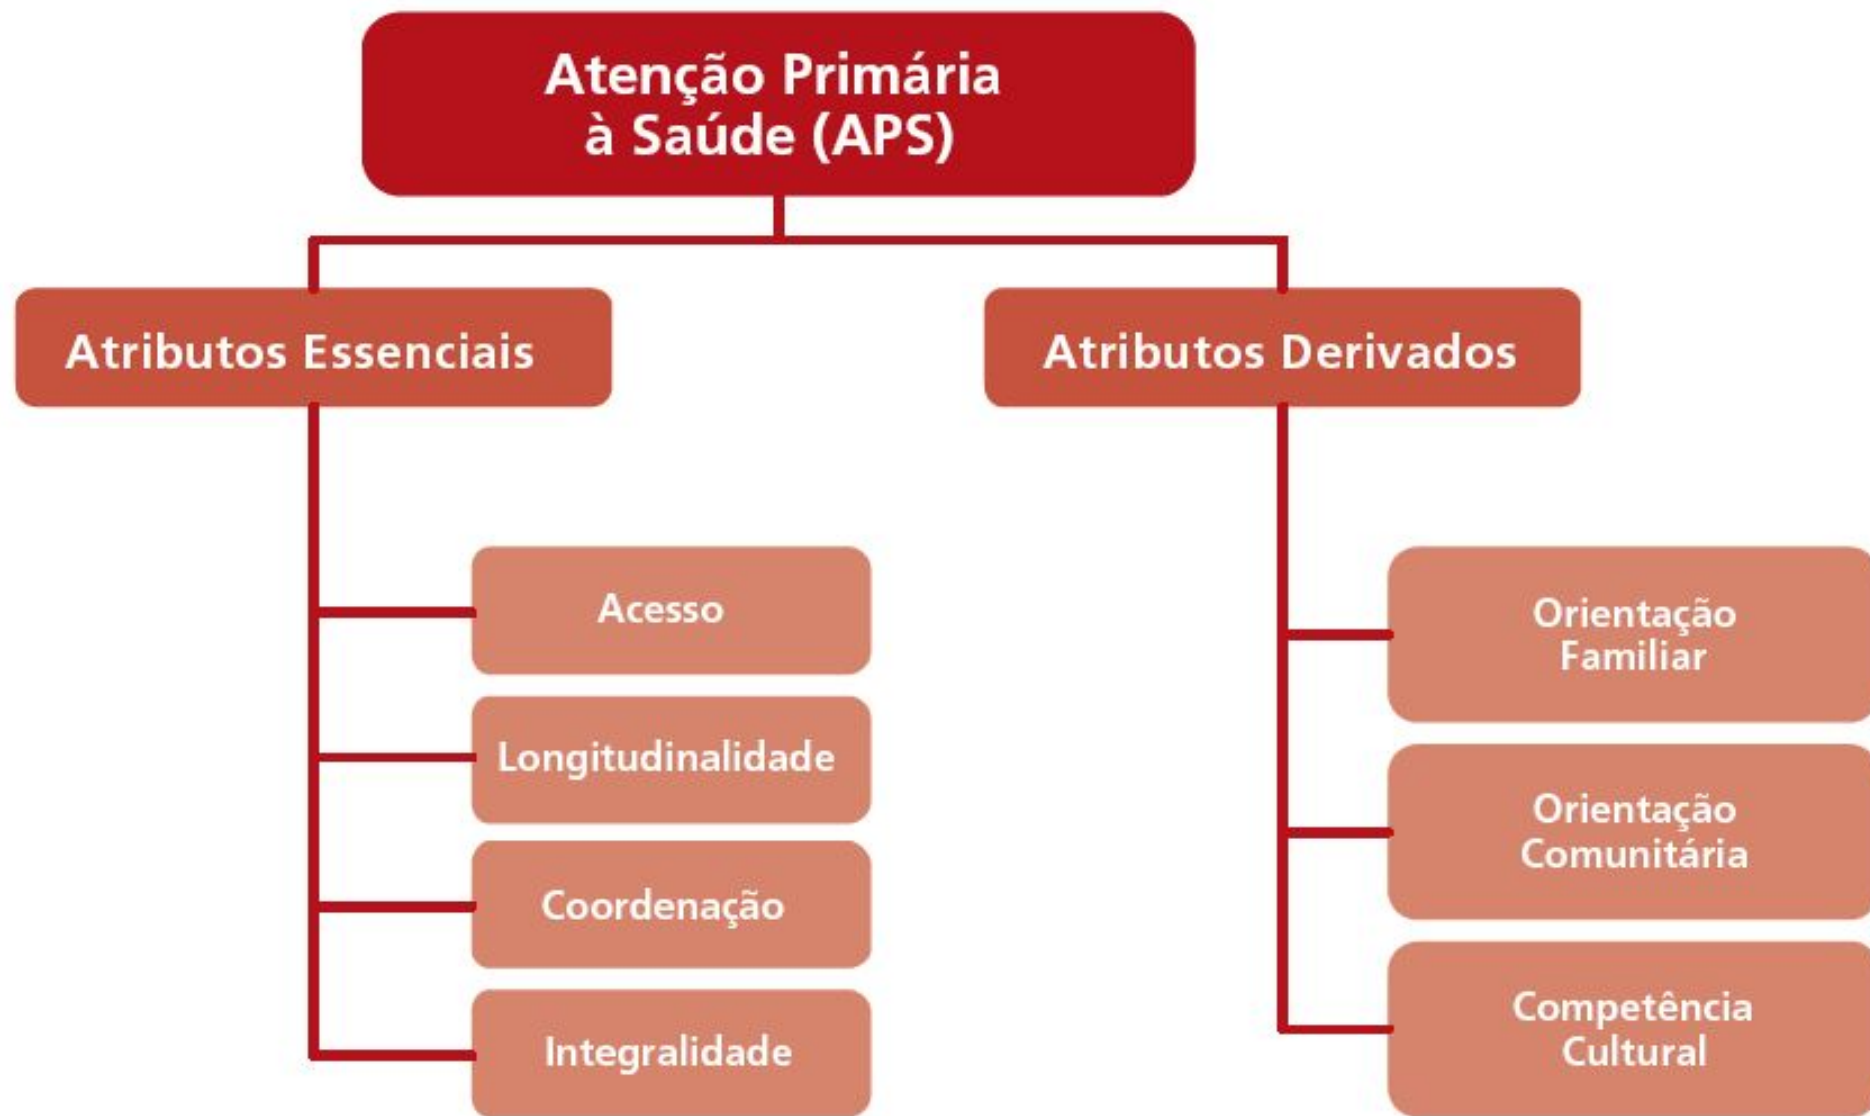 Atenção Primária
à Saúde (APS)
Atributos Essenciais
Atributos Derivados
Acesso
Longitudinalidade
Coordenação
Integralidade
Orientação
Familiar
Orientação
Comunitária
Competência
Cultural